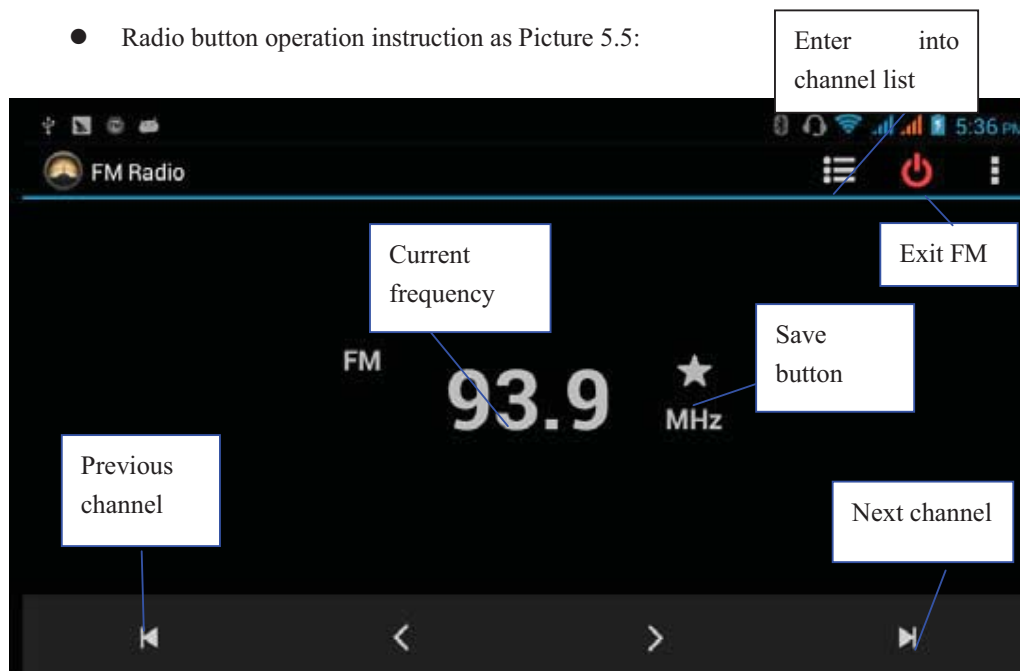 ● Radio button operation instruction as Picture 5.5:
Enter into
channel list
5:36 PM
FM Radio
Exit FM
Current
frequency
Save
button
FM
93.9
MHz
Previous
channel
Next channel